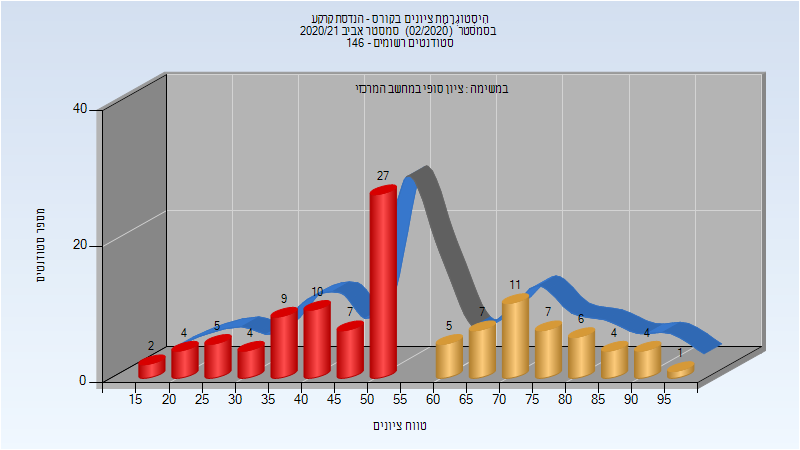 היסטוגרמת ציונים בקורס - הנדסת קרקע
בסמסטר (02/2020) סמסטר אביב 2020/21
סטודנטים רשומים - 146
במשימה : ציון סופי במחשב המרכזי
מספר סטודנטים
40
20
0
2
4
5
4
9
10
7
27
5
7
11
7
6
4
4
1
15 20 25 30 35 40 45 50 55 60 65 70 75 80 85 90 95
טווח ציונים